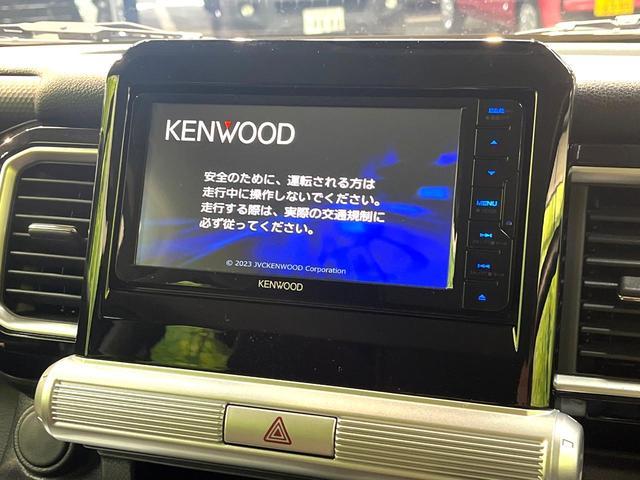 KENWOOD
安全のために、運転される方は
走行中に操作しないでください。
走行する際は、実際の交通規制に
必ず従ってください。
© 2023 JVCKENWOOD Corporation
KENWOOD
MENU